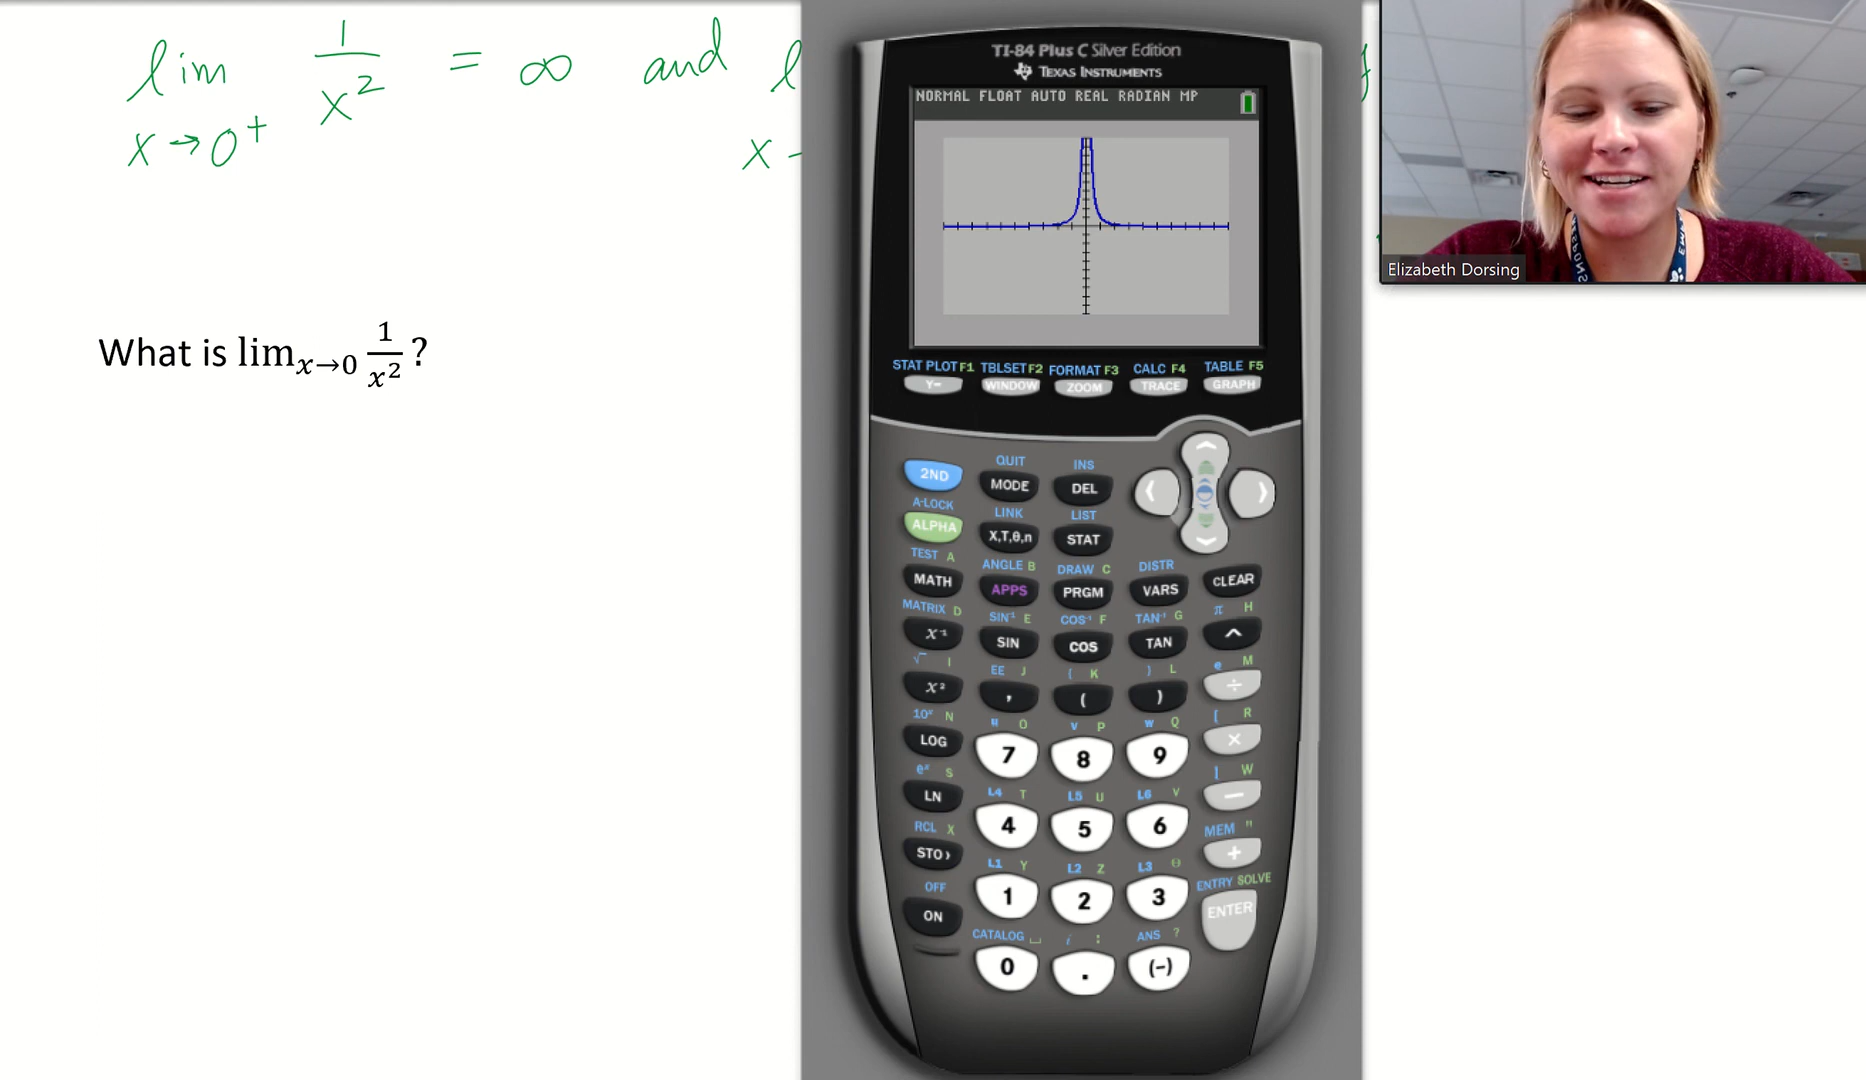 lim 1/x² = ∞ and l
x→0⁺ x -
What is lim x→0 1/x² ?
TI-84 Plus C Silver Edition
TEXAS INSTRUMENTS
NORMAL FLOAT AUTO REAL RADIAN MP
Elizabeth Dorsing
STAT PLOT F1 TBLSET F2 FORMAT F3 CALC F4 TABLE F5
Y= WINDOW ZOOM TRACE GRAPH
QUIT INS
2ND MODE DEL
A-LOCK LINK LIST
ALPHA X,T,θ,n STAT
TEST A ANGLE B DRAW C DISTR
MATH APPS PRGM VARS CLEAR
MATRIX D SIN⁻¹ E COS⁻¹ F TAN⁻¹ G π H
x⁻¹ SIN COS TAN ^
√ I EE J { K } L e M
x² , ( ) ÷
10ˣ N u O v P w Q [ R
LOG 7 8 9 ×
eˣ S L4 T L5 U L6 V ] W
LN 4 5 6 −
RCL X L1 Y L2 Z L3 θ MEM "
STO› 1 2 3 +
OFF ENTRY SOLVE
ON ENTER
CATALOG ⎵ i : ANS ?
0 . (-)